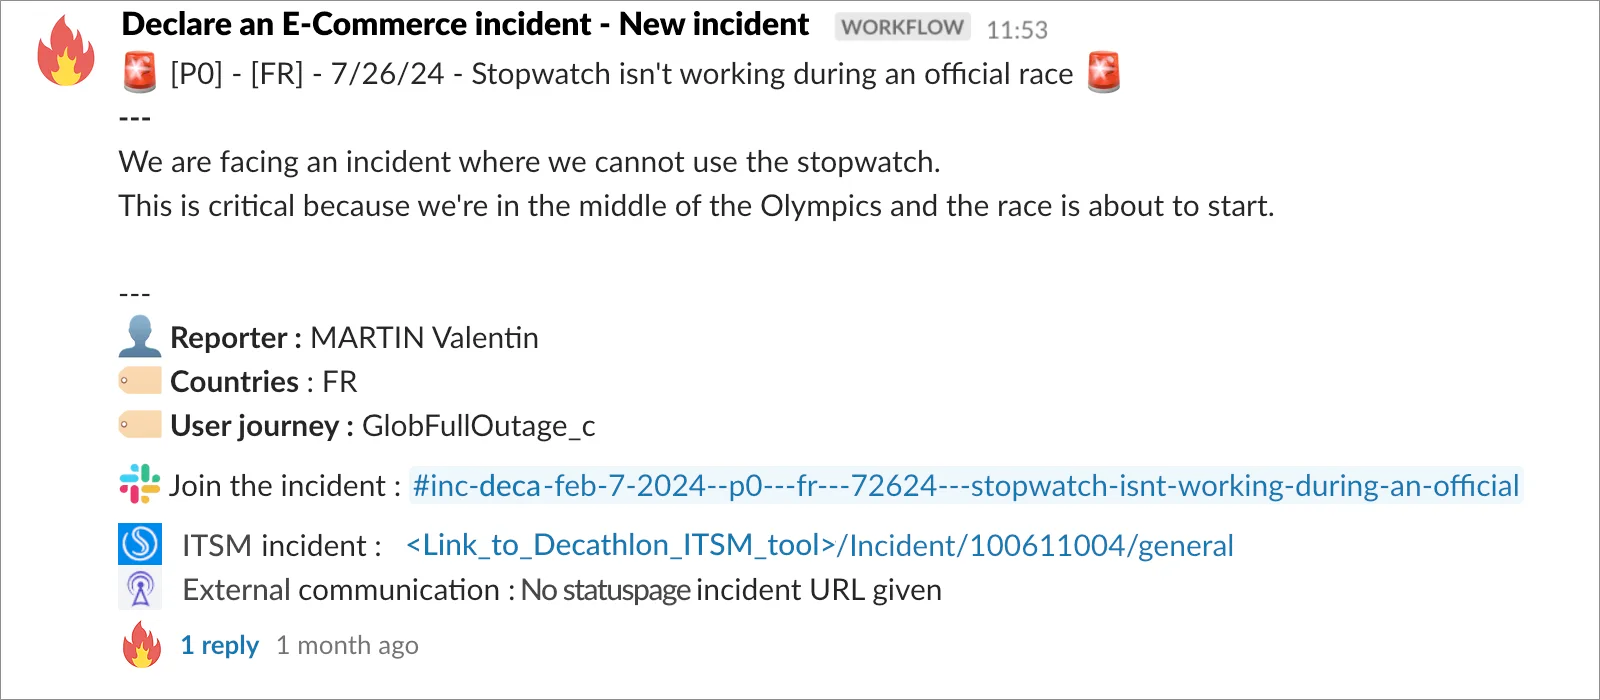 Declare an E-Commerce incident - New incident WORKFLOW 11:53
[P0] - [FR] - 7/26/24 - Stopwatch isn't working during an official race
---
We are facing an incident where we cannot use the stopwatch.
This is critical because we're in the middle of the Olympics and the race is about to start.
---
Reporter : MARTIN Valentin
Countries : FR
User journey : GlobFullOutage_c
Join the incident : #inc-deca-feb-7-2024--p0---fr---72624---stopwatch-isnt-working-during-an-official
ITSM incident : <Link_to_Decathlon_ITSM_tool>/Incident/100611004/general
External communication : No statuspage incident URL given
1 reply 1 month ago